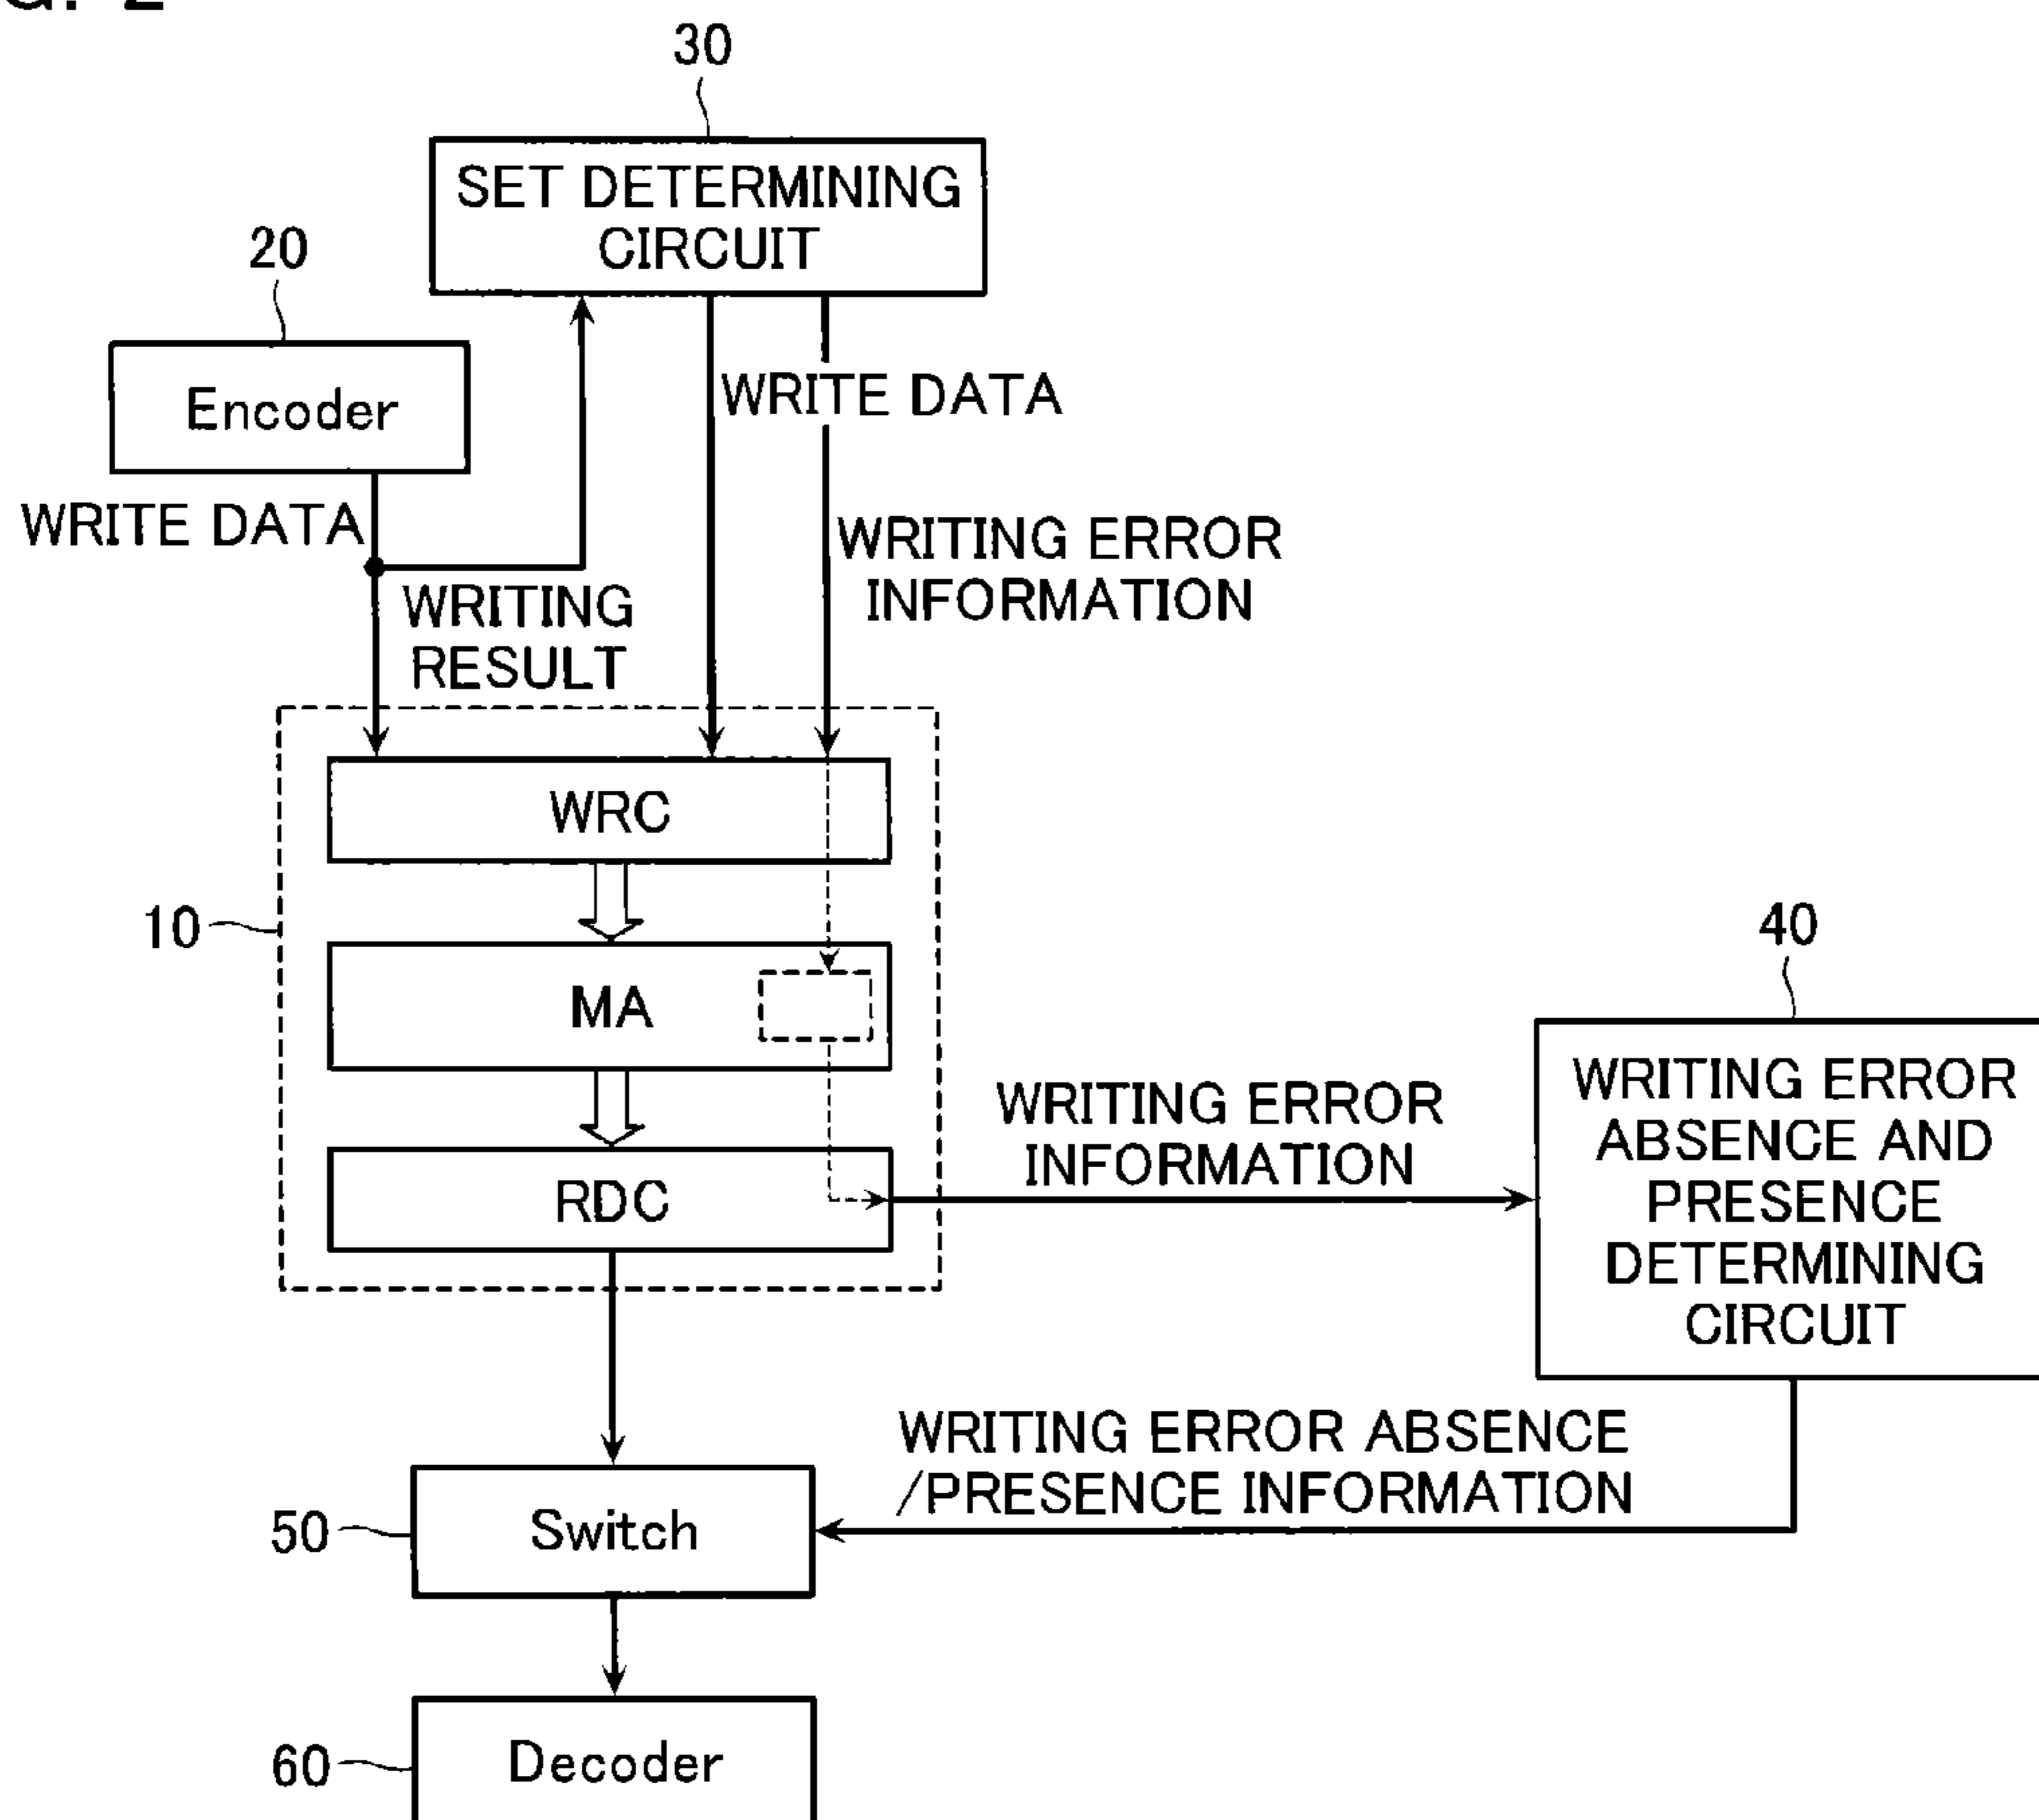 30
SET DETERMINING
CIRCUIT
20
Encoder
WRITE DATA
WRITE DATA
WRITING ERROR
INFORMATION
WRITING
RESULT
WRC
10
MA
40
WRITING ERROR
ABSENCE AND
PRESENCE
DETERMINING
CIRCUIT
WRITING ERROR
INFORMATION
RDC
WRITING ERROR ABSENCE
/PRESENCE INFORMATION
50
Switch
60
Decoder